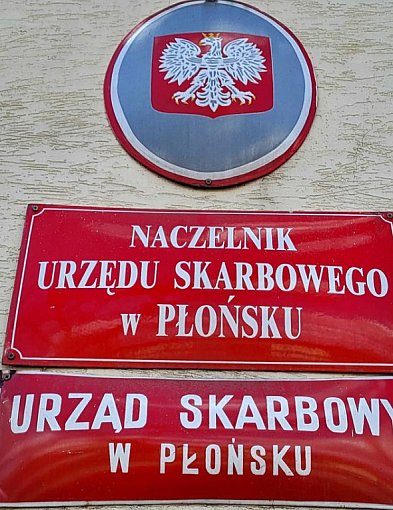 NACZELNIK
URZĘDU SKARBOWEGO
w PŁOŃSKU
URZĄD SKARBOWY
W PŁOŃSKU